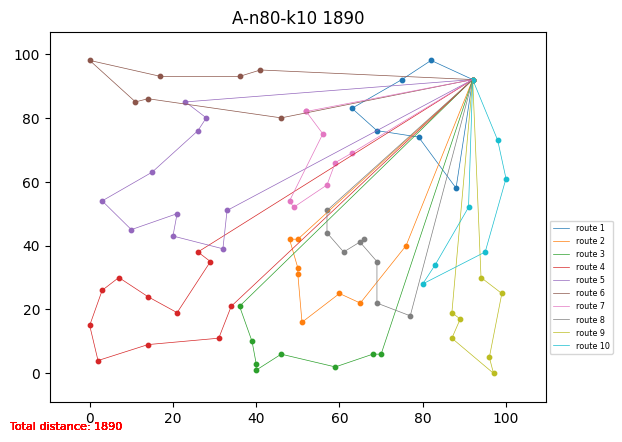 A-n80-k10 1890
100
80
60
40
20
0
0 20 40 60 80 100
route 1
route 2
route 3
route 4
route 5
route 6
route 7
route 8
route 9
route 10
Total distance: 1890